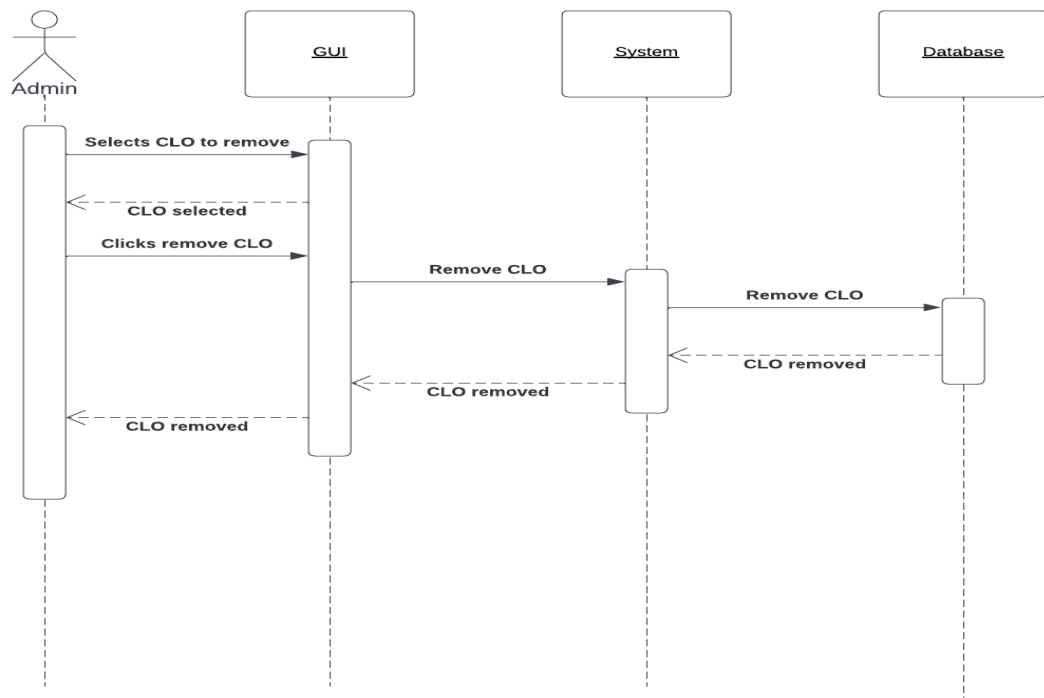 GUI
System
Database
Admin
Selects CLO to remove
CLO selected
Clicks remove CLO
Remove CLO
Remove CLO
CLO removed
CLO removed
CLO removed